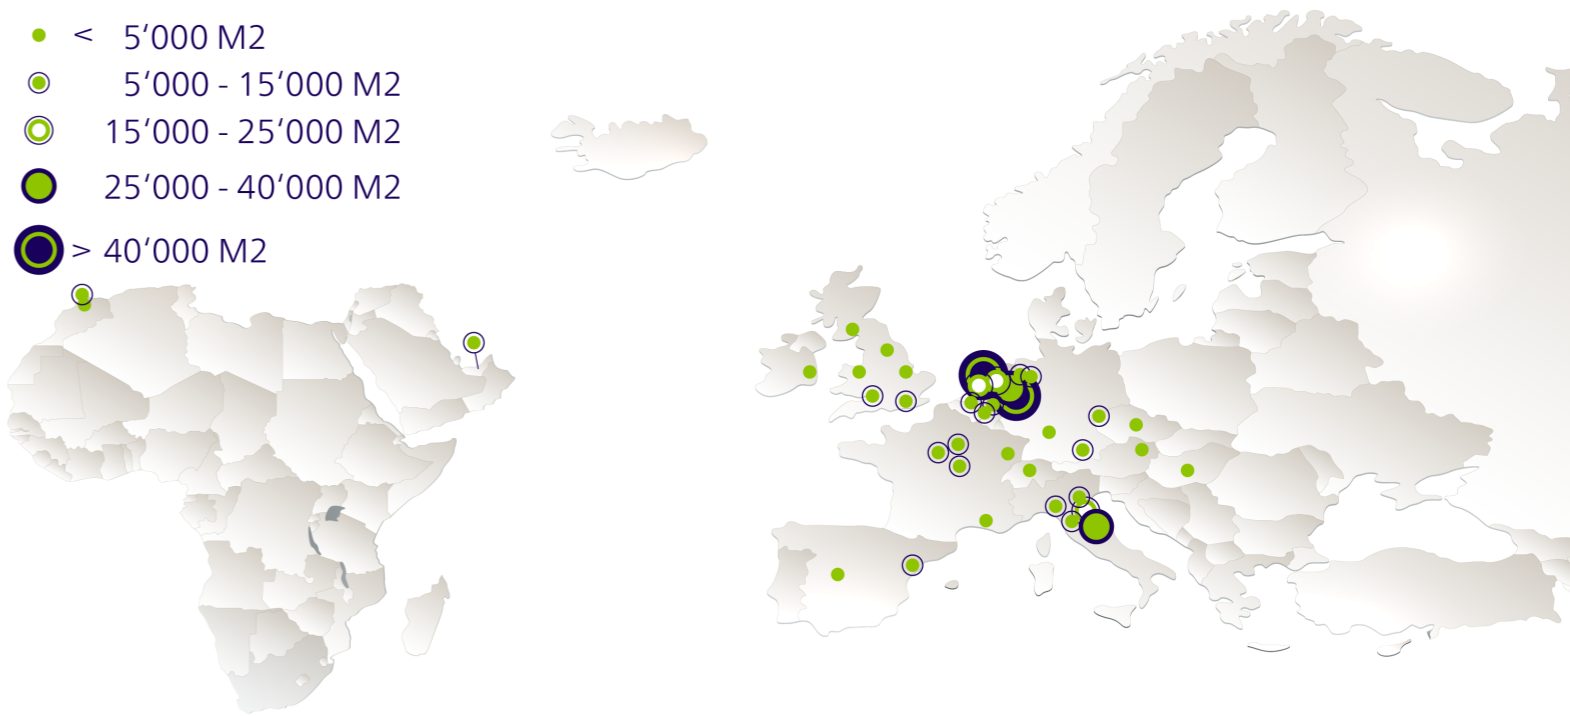 < 5‘000 M2
5‘000 - 15‘000 M2
15‘000 - 25‘000 M2
25‘000 - 40‘000 M2
> 40‘000 M2